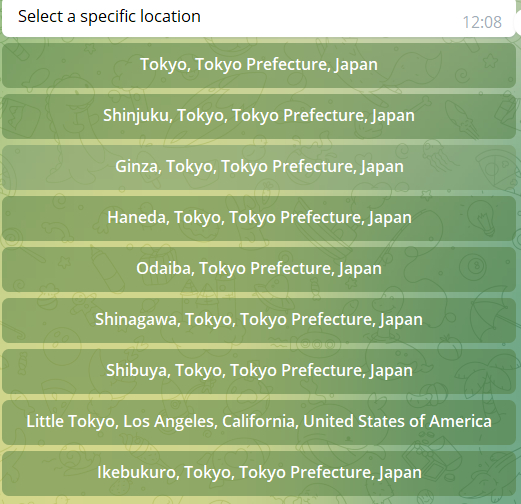 Select a specific location
12:08
Tokyo, Tokyo Prefecture, Japan
Shinjuku, Tokyo, Tokyo Prefecture, Japan
Ginza, Tokyo, Tokyo Prefecture, Japan
Haneda, Tokyo, Tokyo Prefecture, Japan
Odaiba, Tokyo Prefecture, Japan
Shinagawa, Tokyo, Tokyo Prefecture, Japan
Shibuya, Tokyo, Tokyo Prefecture, Japan
Little Tokyo, Los Angeles, California, United States of America
Ikebukuro, Tokyo, Tokyo Prefecture, Japan